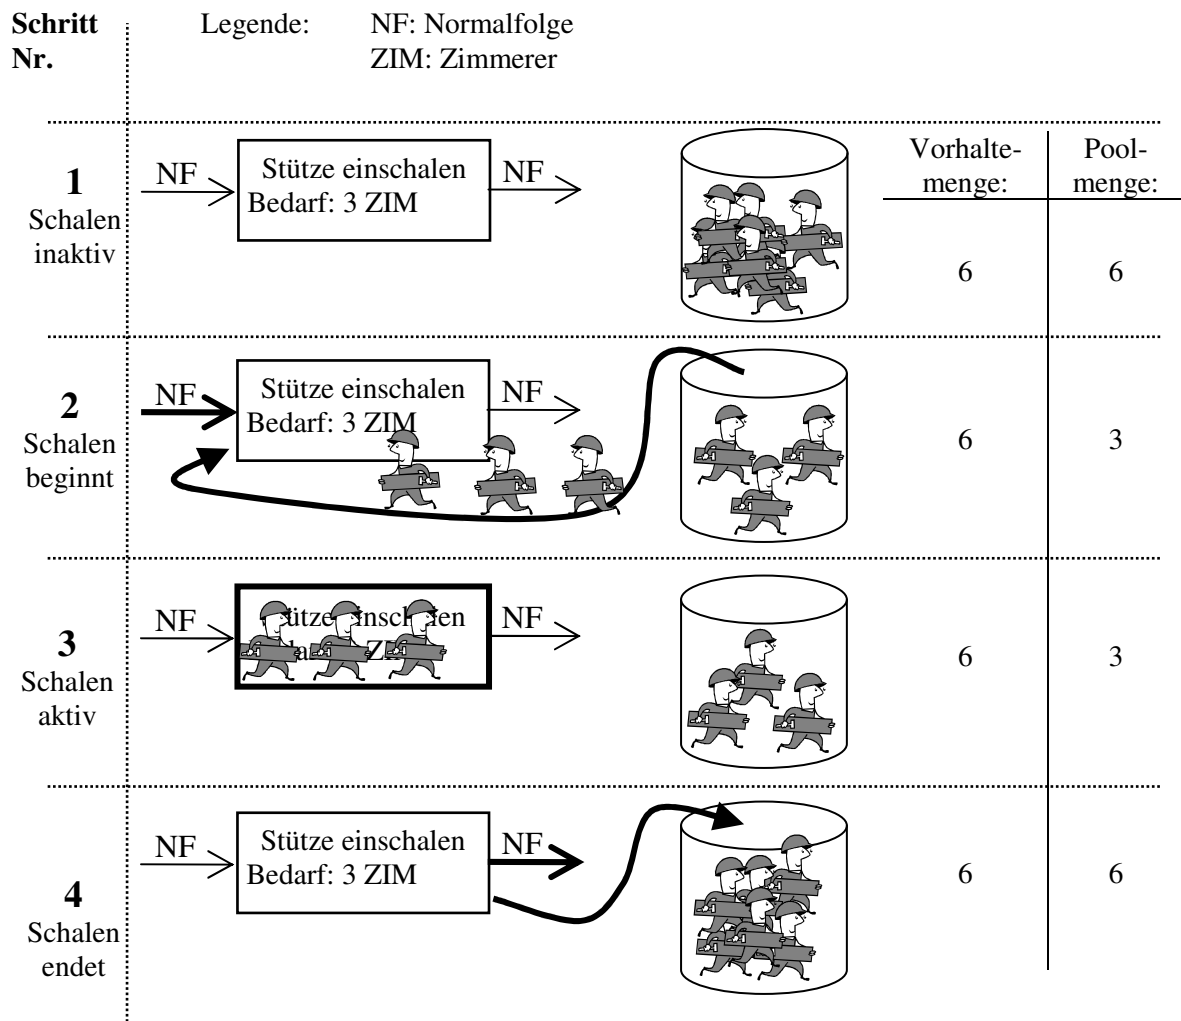 Schritt Nr.
Legende: NF: Normalfolge
ZIM: Zimmerer
Vorhalte-menge:
Pool-menge:
1
Schalen
inaktiv
NF
Stütze einschalen
Bedarf: 3 ZIM
NF
6
6
2
Schalen
beginnt
NF
Stütze einschalen
Bedarf: 3 ZIM
NF
6
3
3
Schalen
aktiv
NF
NF
6
3
4
Schalen
endet
NF
Stütze einschalen
Bedarf: 3 ZIM
NF
6
6